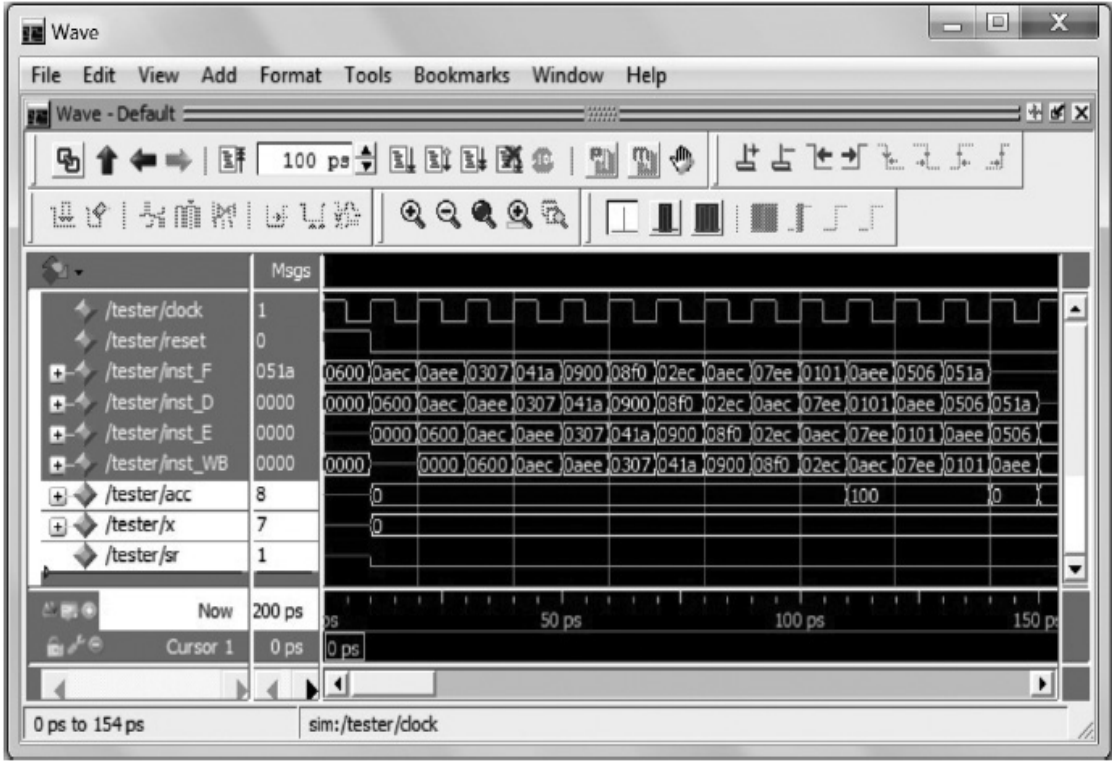 Wave
File Edit View Add Format Tools Bookmarks Window Help
Wave - Default
100 ps
Msgs
/tester/clock 1
/tester/reset 0
/tester/inst_F 051a 0600 0aec 0aee 0307 041a 0900 08f0 02ec 0aec 07ee 0101 0aee 0506 051a
/tester/inst_D 0000 0000 0600 0aec 0aee 0307 041a 0900 08f0 02ec 0aec 07ee 0101 0aee 0506 051a
/tester/inst_E 0000 0000 0600 0aec 0aee 0307 041a 0900 08f0 02ec 0aec 07ee 0101 0aee 0506
/tester/inst_WB 0000 0000 0000 0600 0aec 0aee 0307 041a 0900 08f0 02ec 0aec 07ee 0101 0aee
/tester/acc 8 0 100 0
/tester/x 7 0
/tester/sr 1
Now 200 ps ps 50 ps 100 ps 150 ps
Cursor 1 0 ps 0 ps
0 ps to 154 ps sim:/tester/clock